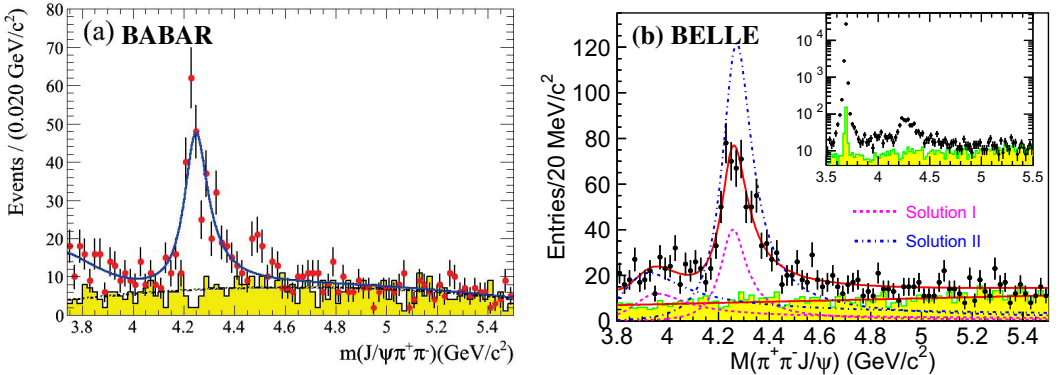 (a) BABAR
Events / (0.020 GeV/c²)
80
70
60
50
40
30
20
10
0
3.8 4 4.2 4.4 4.6 4.8 5 5.2 5.4
m(J/ψπ⁺π⁻)(GeV/c²)
(b) BELLE
Entries/20 MeV/c²
120
100
80
60
40
20
0
3.8 4 4.2 4.4 4.6 4.8 5 5.2 5.4
M(π⁺π⁻J/ψ) (GeV/c²)
10⁴
10³
10²
10
3.5 4 4.5 5 5.5
Solution I
Solution II